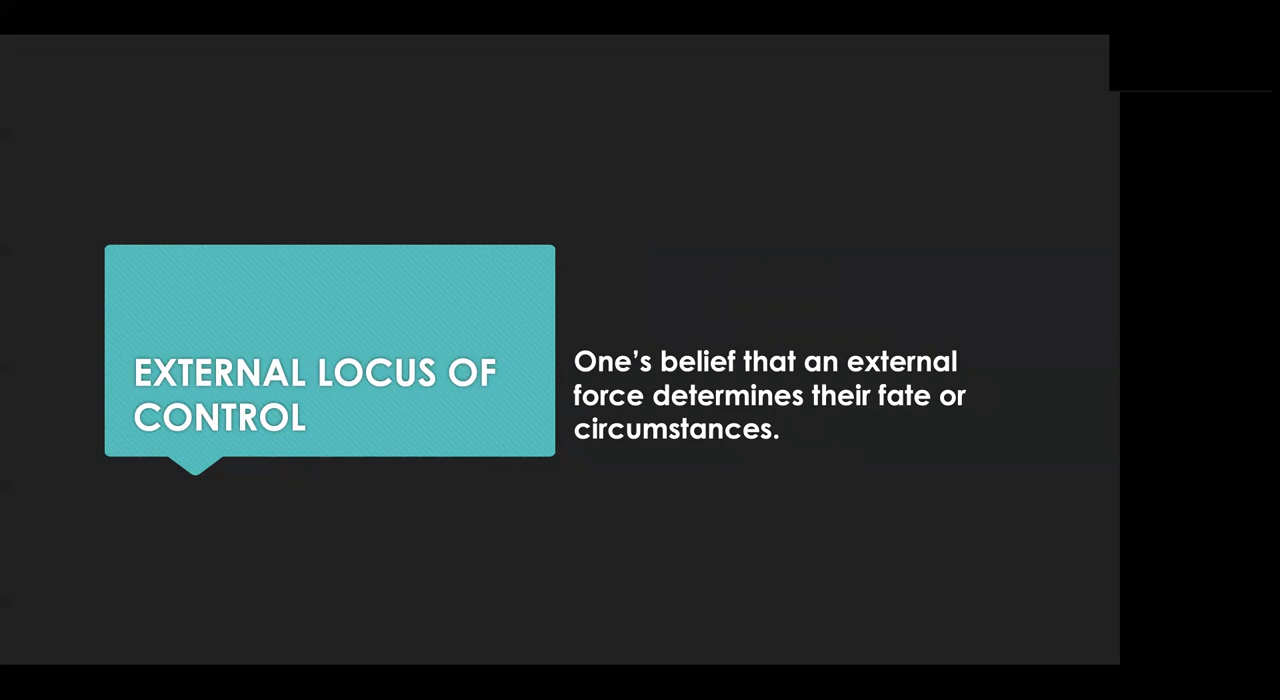 EXTERNAL LOCUS OF
CONTROL
One’s belief that an external
force determines their fate or
circumstances.